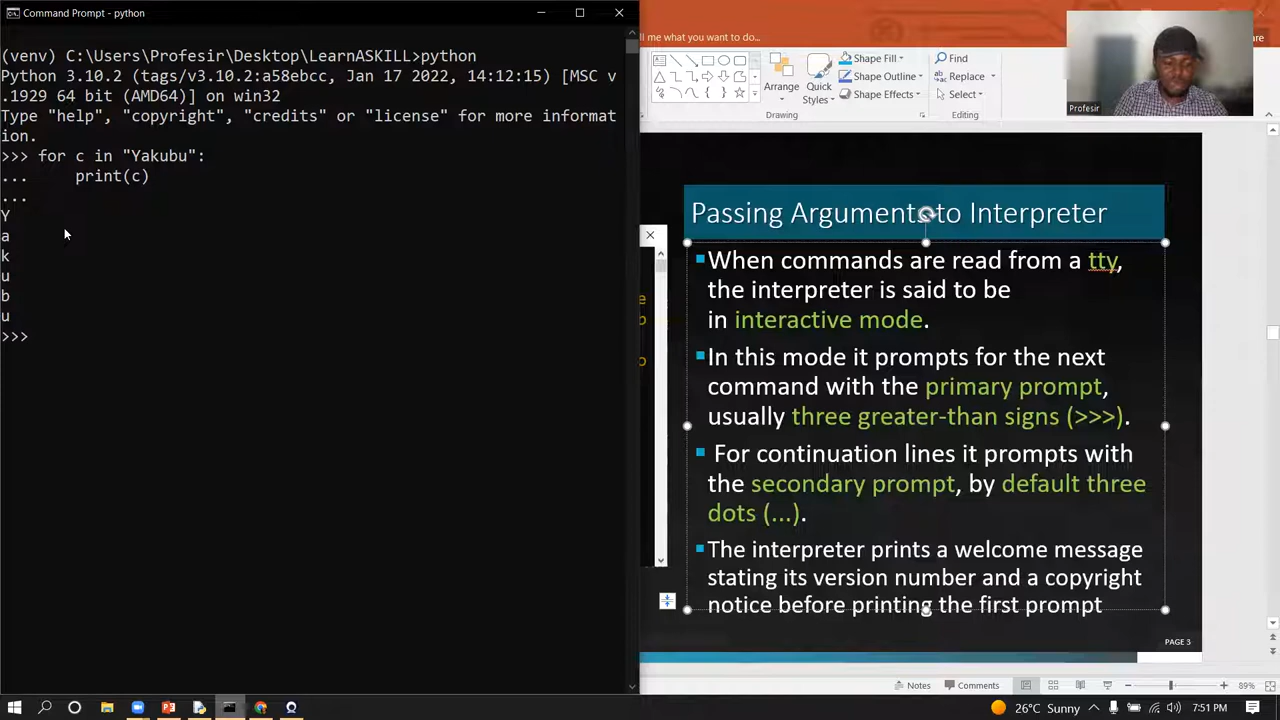 Command Prompt - python
(venv) C:\Users\Profesir\Desktop\LearnASKILL>python
Python 3.10.2 (tags/v3.10.2:a58ebcc, Jan 17 2022, 14:12:15) [MSC v
.1929 64 bit (AMD64)] on win32
Type "help", "copyright", "credits" or "license" for more informat
ion.
>>> for c in "Yakubu":
...     print(c)
...
Y
a
k
u
b
u
>>>
ll me what you want to do...
Arrange
Quick
Styles
Shape Fill
Shape Outline
Shape Effects
Drawing
Find
Replace
Select
Editing
Profesir
Passing Arguments to Interpreter
When commands are read from a tty,
the interpreter is said to be
in interactive mode.
In this mode it prompts for the next
command with the primary prompt,
usually three greater-than signs (>>>).
For continuation lines it prompts with
the secondary prompt, by default three
dots (...).
The interpreter prints a welcome message
stating its version number and a copyright
notice before printing the first prompt
PAGE 3
Notes
Comments
89%
26°C Sunny
7:51 PM